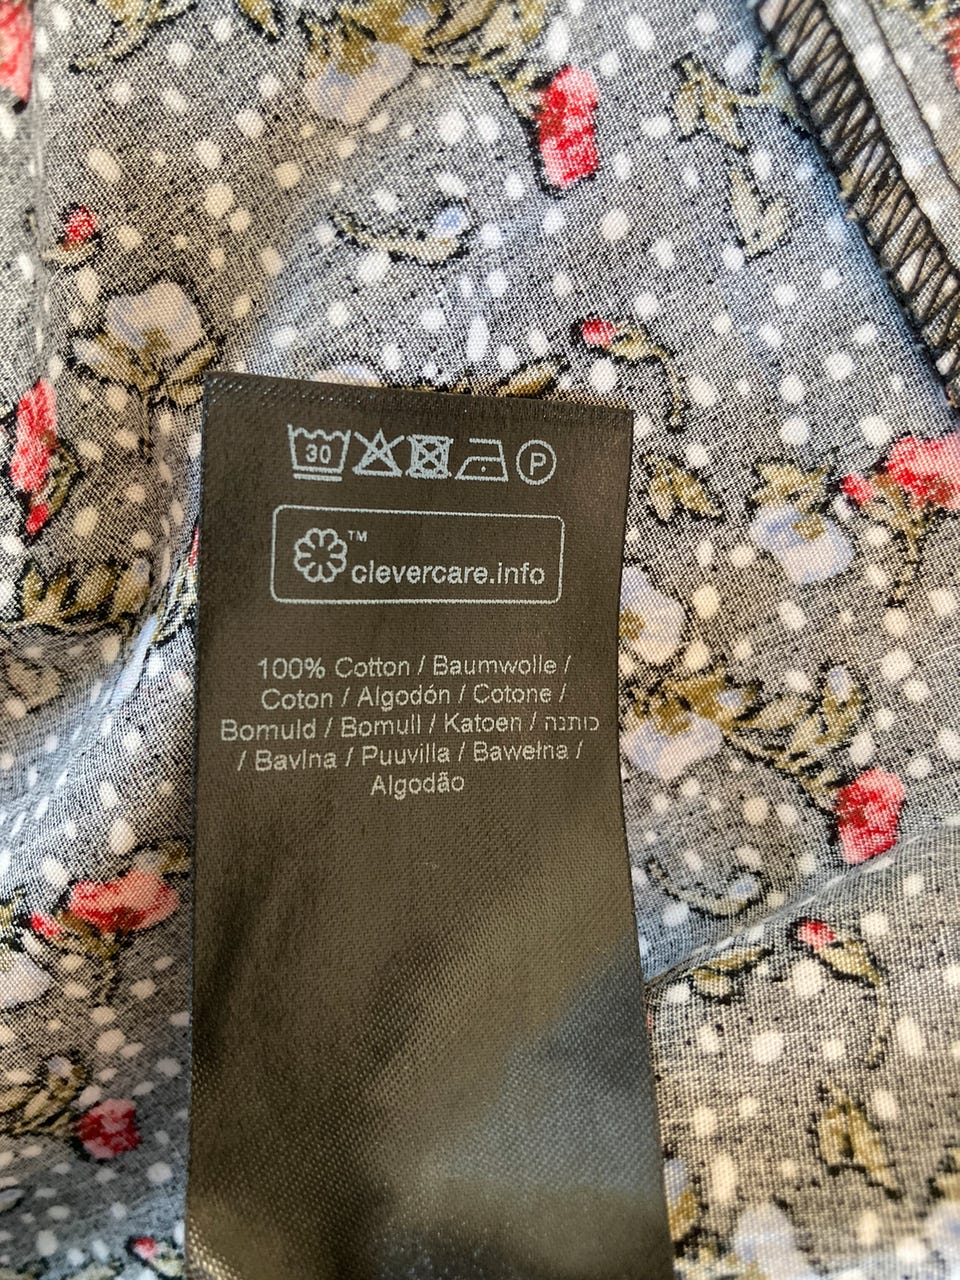 30 P
™
clevercare.info
100% Cotton / Baumwolle /
Coton / Algodón / Cotone /
Bomuld / Bomull / Katoen / כותנה
/ Bavlna / Puuvilla / Bawełna /
Algodão